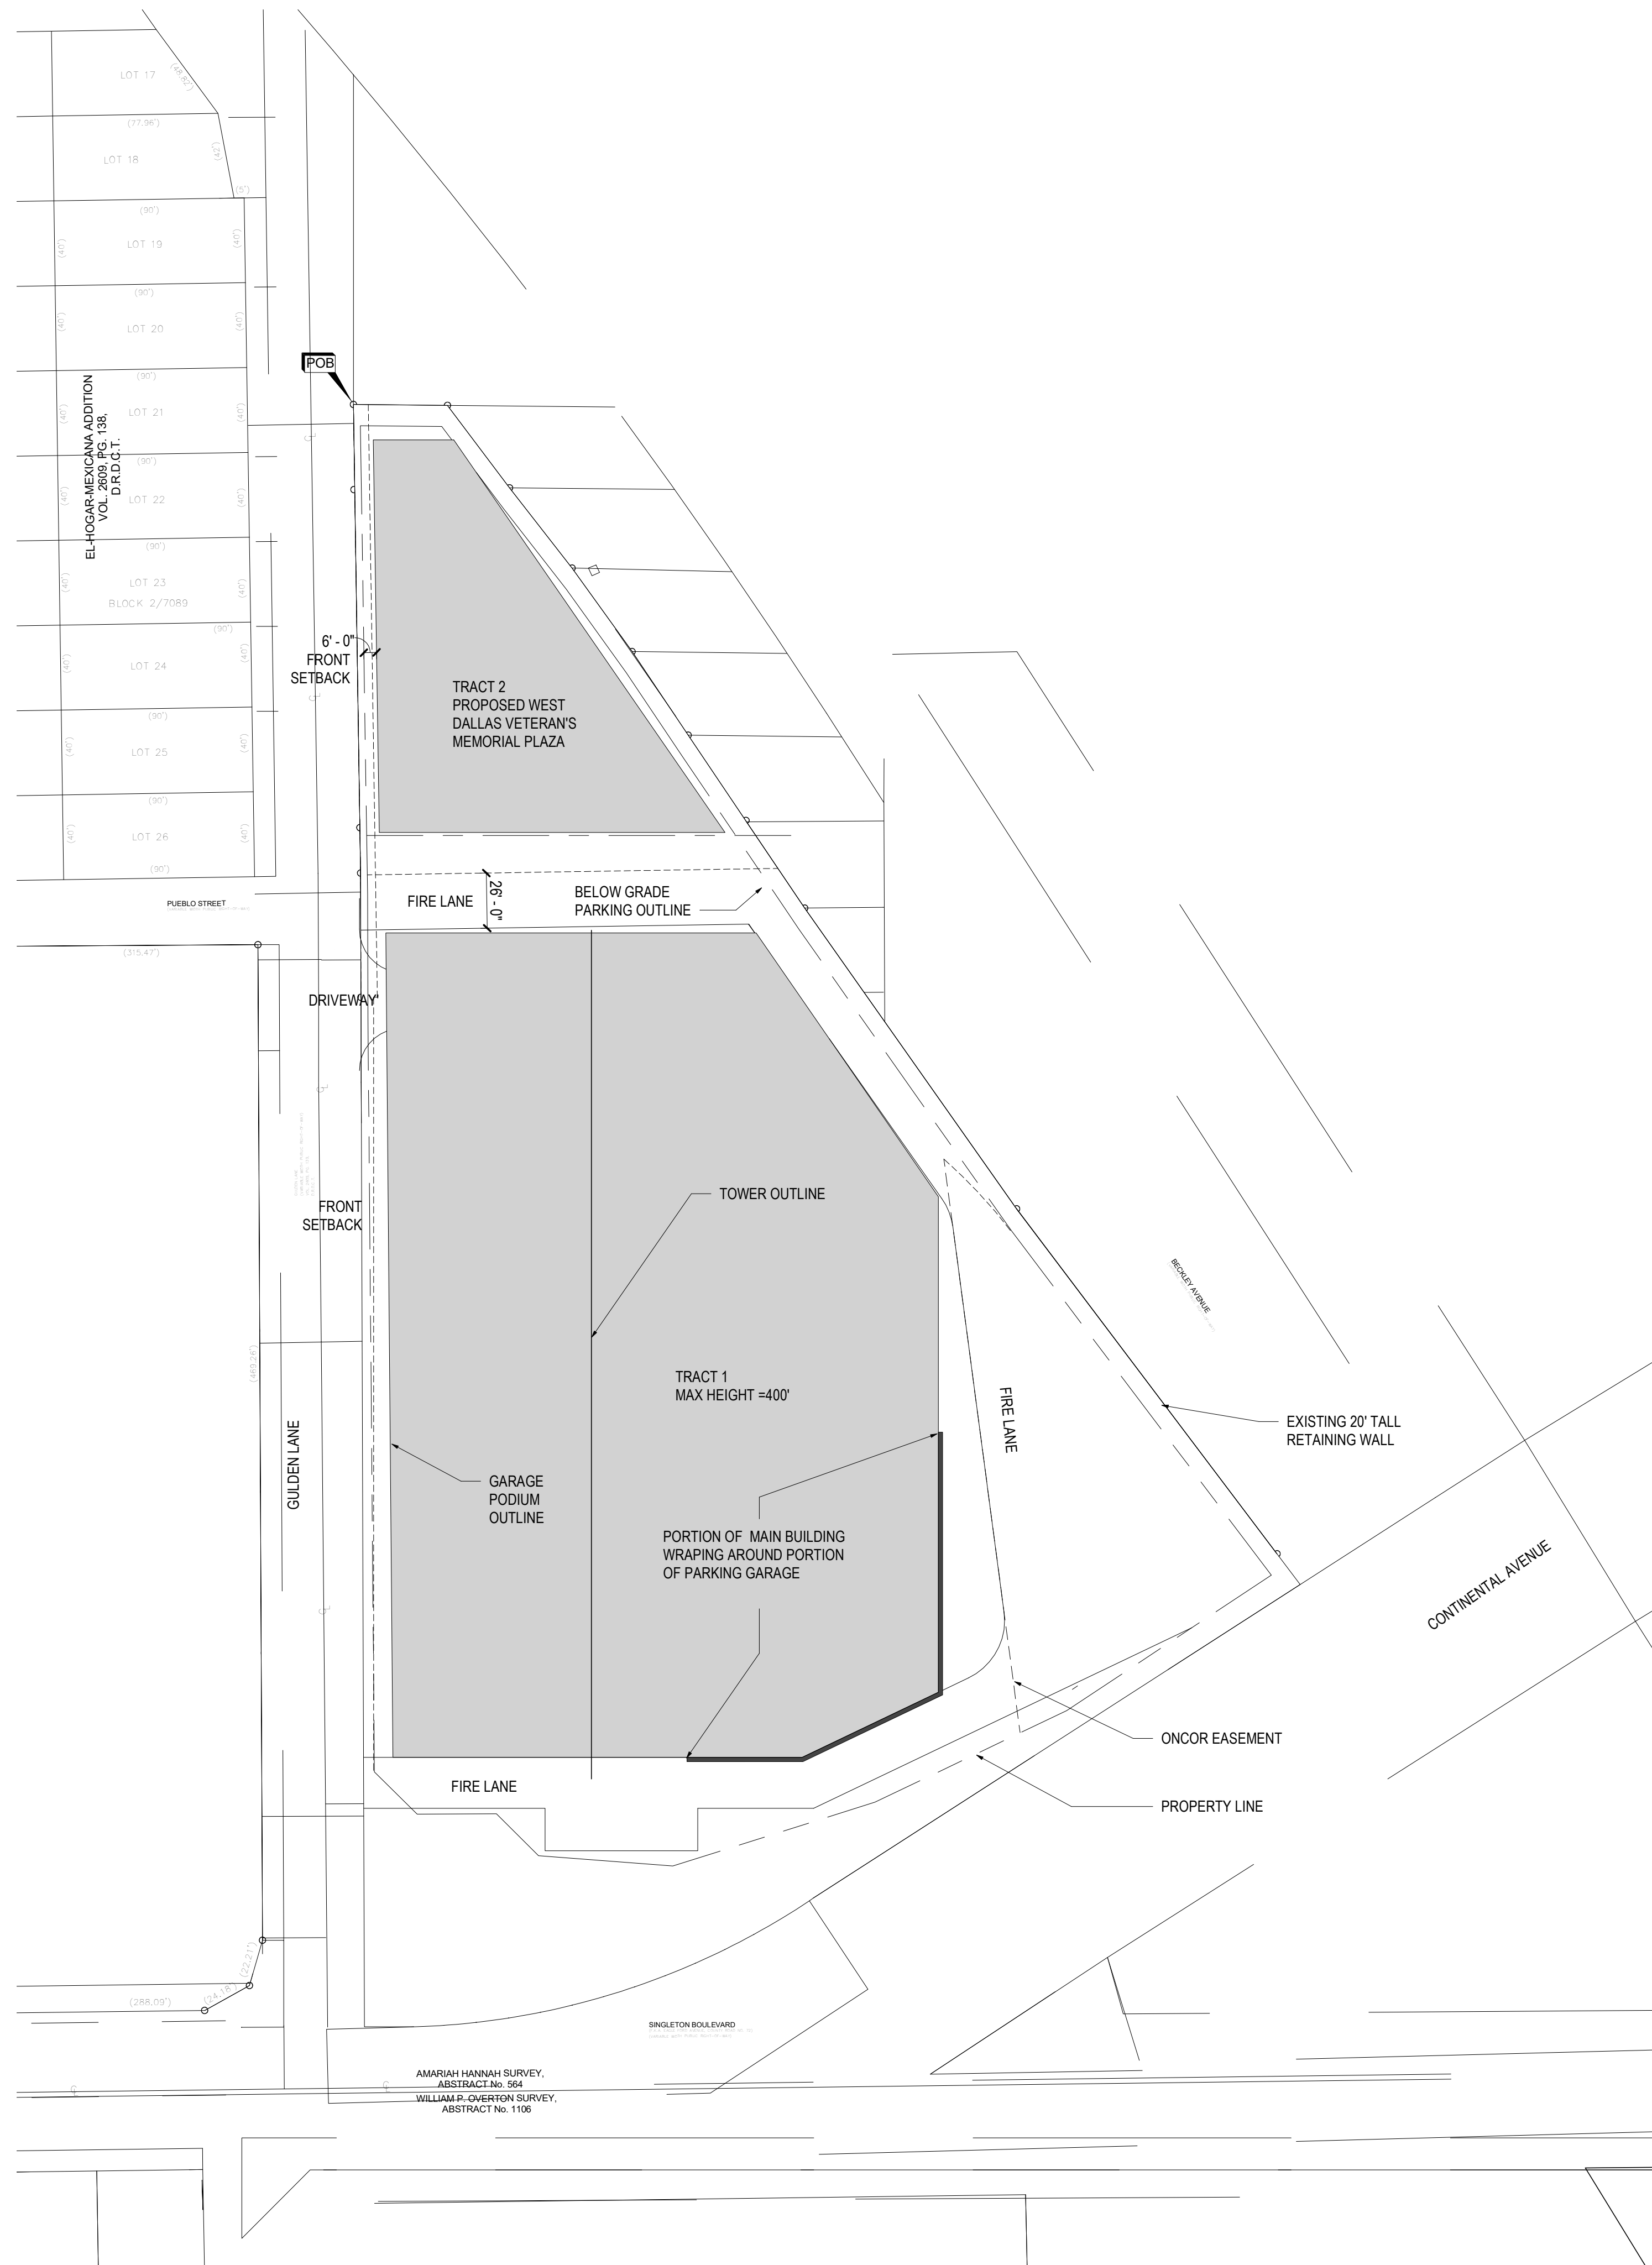 LOT 17
(48.82')
(77.96')
LOT 18
(42')
(5')
(90')
LOT 19
(40')
(40')
(90')
LOT 20
(40')
(40')
(90')
LOT 21
(40')
(40')
(90')
LOT 22
(40')
(40')
(90')
LOT 23
BLOCK 2/7089
(40')
(40')
(90')
LOT 24
(40')
(40')
(90')
LOT 25
(40')
(40')
(90')
LOT 26
(40')
(40')
(90')
EL-HOGAR-MEXICANA ADDITION
VOL. 2609, PG. 138,
D.R.D.C.T.
POB
6' - 0"
FRONT
SETBACK
TRACT 2
PROPOSED WEST
DALLAS VETERAN'S
MEMORIAL PLAZA
PUEBLO STREET
(315.47')
FIRE LANE
26' - 0"
BELOW GRADE
PARKING OUTLINE
DRIVEWAY'
FRONT
SETBACK
TOWER OUTLINE
TRACT 1
MAX HEIGHT =400'
GARAGE
PODIUM
OUTLINE
PORTION OF MAIN BUILDING
WRAPING AROUND PORTION
OF PARKING GARAGE
FIRE LANE
BECKLEY AVENUE
EXISTING 20' TALL
RETAINING WALL
(469.26')
GULDEN LANE
CONTINENTAL AVENUE
ONCOR EASEMENT
FIRE LANE
PROPERTY LINE
(22.21')
(24.18')
(288.09')
SINGLETON BOULEVARD
AMARIAH HANNAH SURVEY,
ABSTRACT No. 564
WILLIAM P. OVERTON SURVEY,
ABSTRACT No. 1106